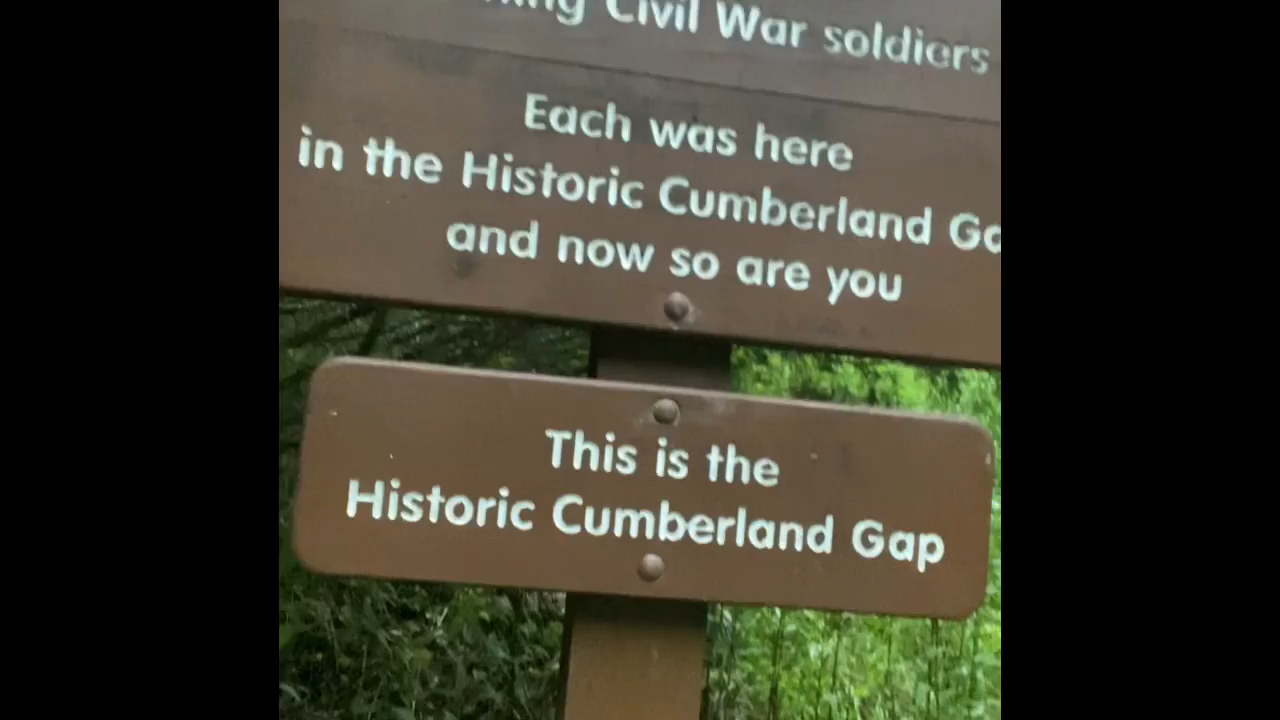 Civil War soldiers
Each was here
in the Historic Cumberland
and now so are you
This is the
Historic Cumberland Gap